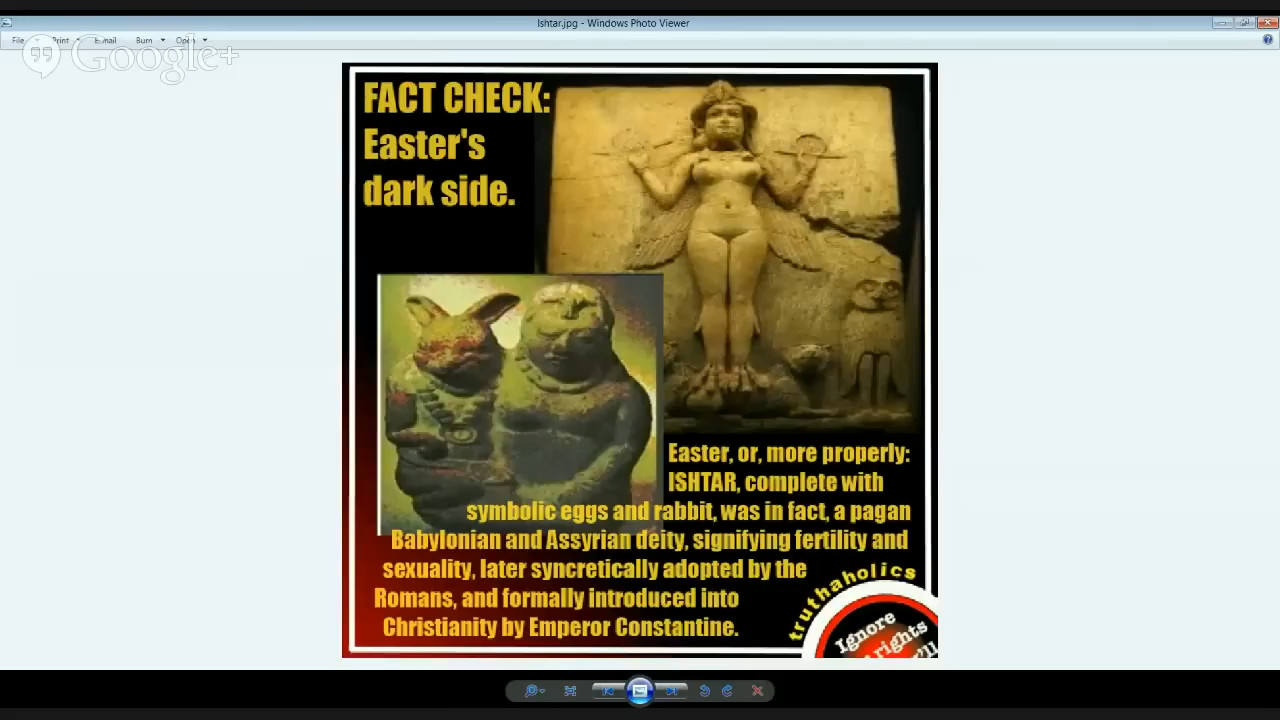 Ishtar.jpg - Windows Photo Viewer
File Print E-mail Burn Open
Google+
FACT CHECK:
Easter's
dark side.
Easter, or, more properly:
ISHTAR, complete with
symbolic eggs and rabbit, was in fact, a pagan
Babylonian and Assyrian deity, signifying fertility and
sexuality, later syncretically adopted by the
Romans, and formally introduced into
Christianity by Emperor Constantine.
truthaholics
Ignore
rights